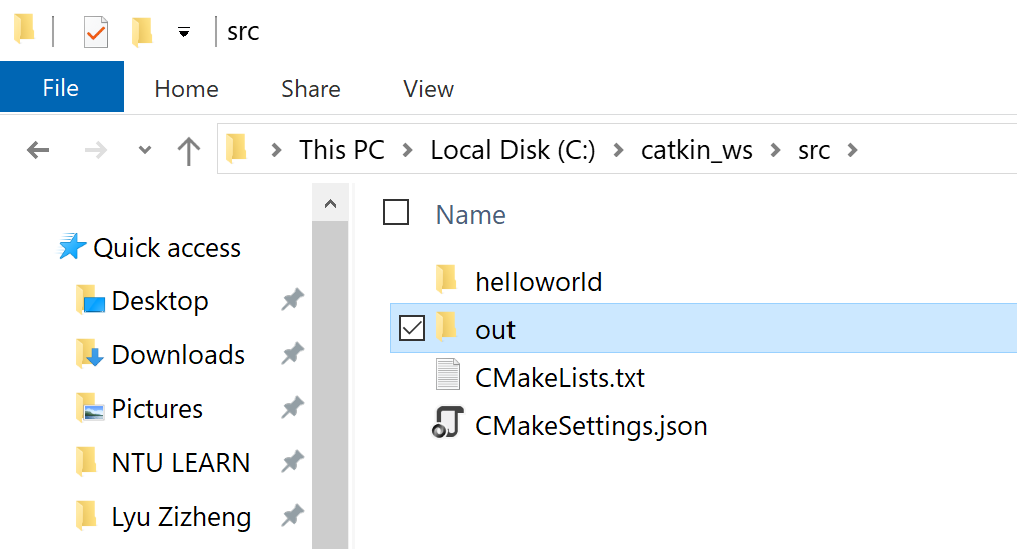 src
File Home Share View
This PC Local Disk (C:) catkin_ws src
Name
Quick access
Desktop
Downloads
Pictures
NTU LEARN
Lyu Zizheng
helloworld
out
CMakeLists.txt
CMakeSettings.json